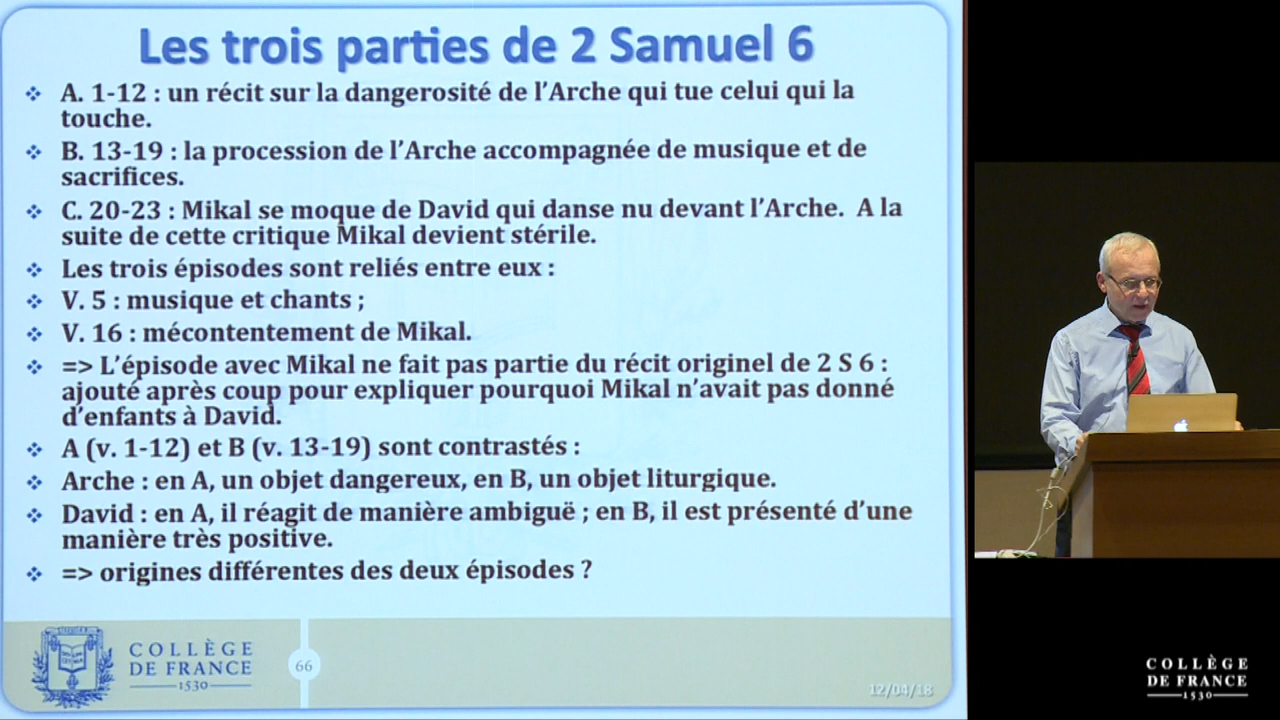 Les trois parties de 2 Samuel 6
A. 1-12 : un récit sur la dangerosité de l'Arche qui tue celui qui la
touche.
B. 13-19 : la procession de l'Arche accompagnée de musique et de
sacrifices.
C. 20-23 : Mikal se moque de David qui danse nu devant l'Arche. A la
suite de cette critique Mikal devient stérile.
Les trois épisodes sont reliés entre eux :
V. 5 : musique et chants ;
V. 16 : mécontentement de Mikal.
=> L'épisode avec Mikal ne fait pas partie du récit originel de 2 S 6 :
ajouté après coup pour expliquer pourquoi Mikal n'avait pas donné
d'enfants à David.
A (v. 1-12) et B (v. 13-19) sont contrastés :
Arche : en A, un objet dangereux, en B, un objet liturgique.
David : en A, il réagit de manière ambiguë ; en B, il est présenté d'une
manière très positive.
=> origines différentes des deux épisodes ?
COLLÈGE
DE FRANCE
1530
66
12/04/18
COLLÈGE
DE FRANCE
1530